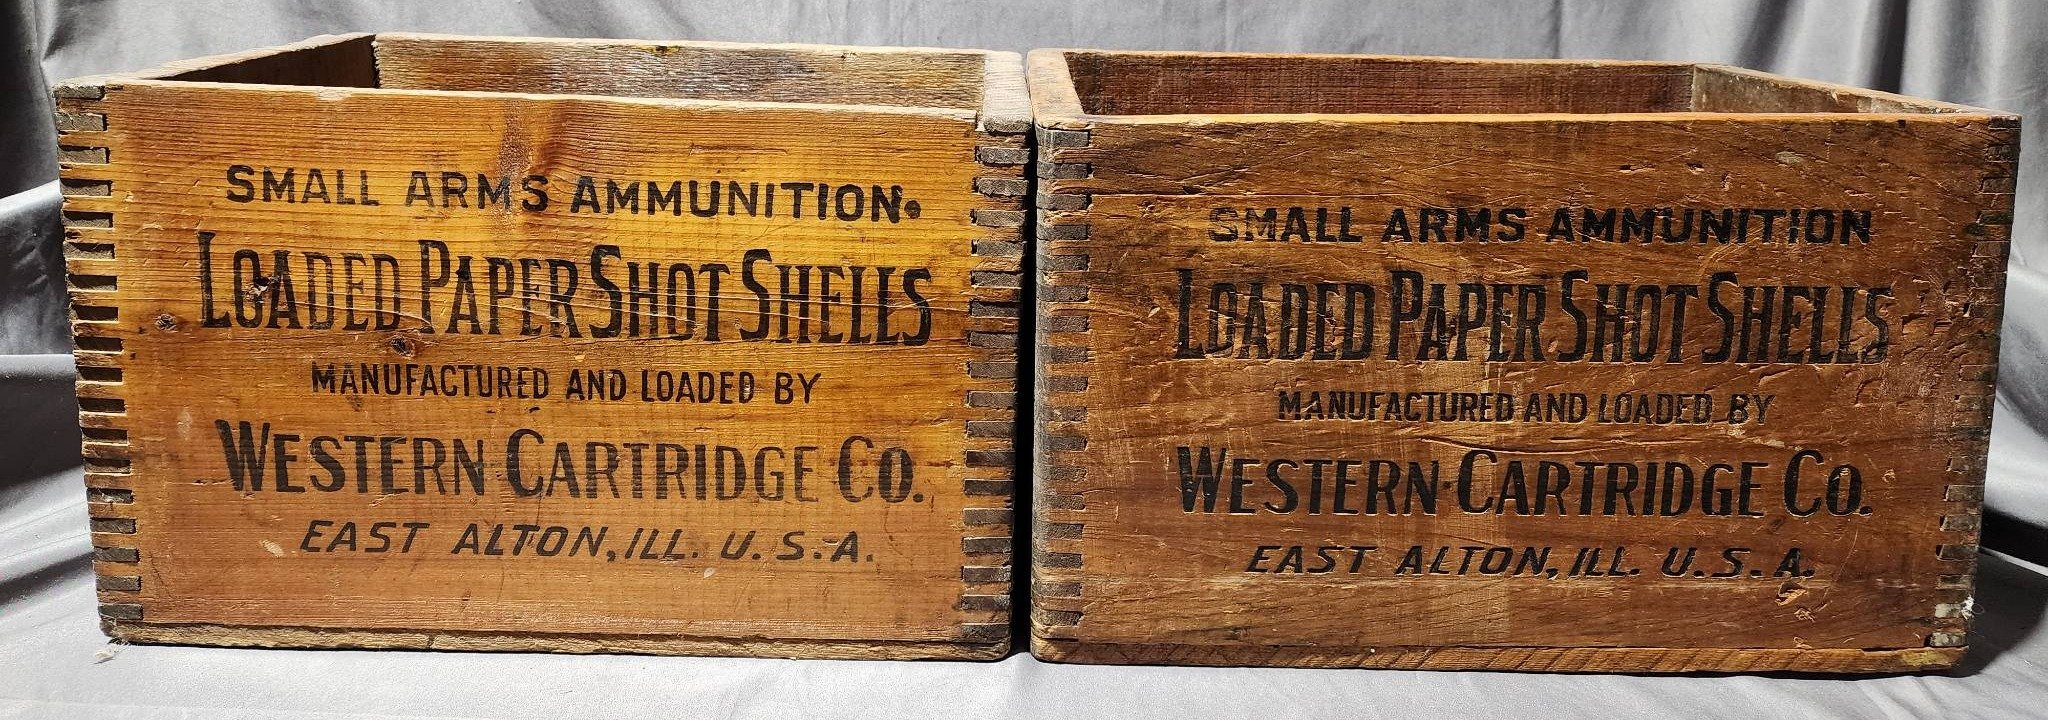 SMALL ARMS AMMUNITION.
LOADED PAPER SHOT SHELLS
MANUFACTURED AND LOADED BY
WESTERN CARTRIDGE CO.
EAST ALTON, ILL. U.S.A.
SMALL ARMS AMMUNITION
LOADED PAPER SHOT SHELLS
MANUFACTURED AND LOADED BY
WESTERN CARTRIDGE CO.
EAST ALTON, ILL. U.S.A.